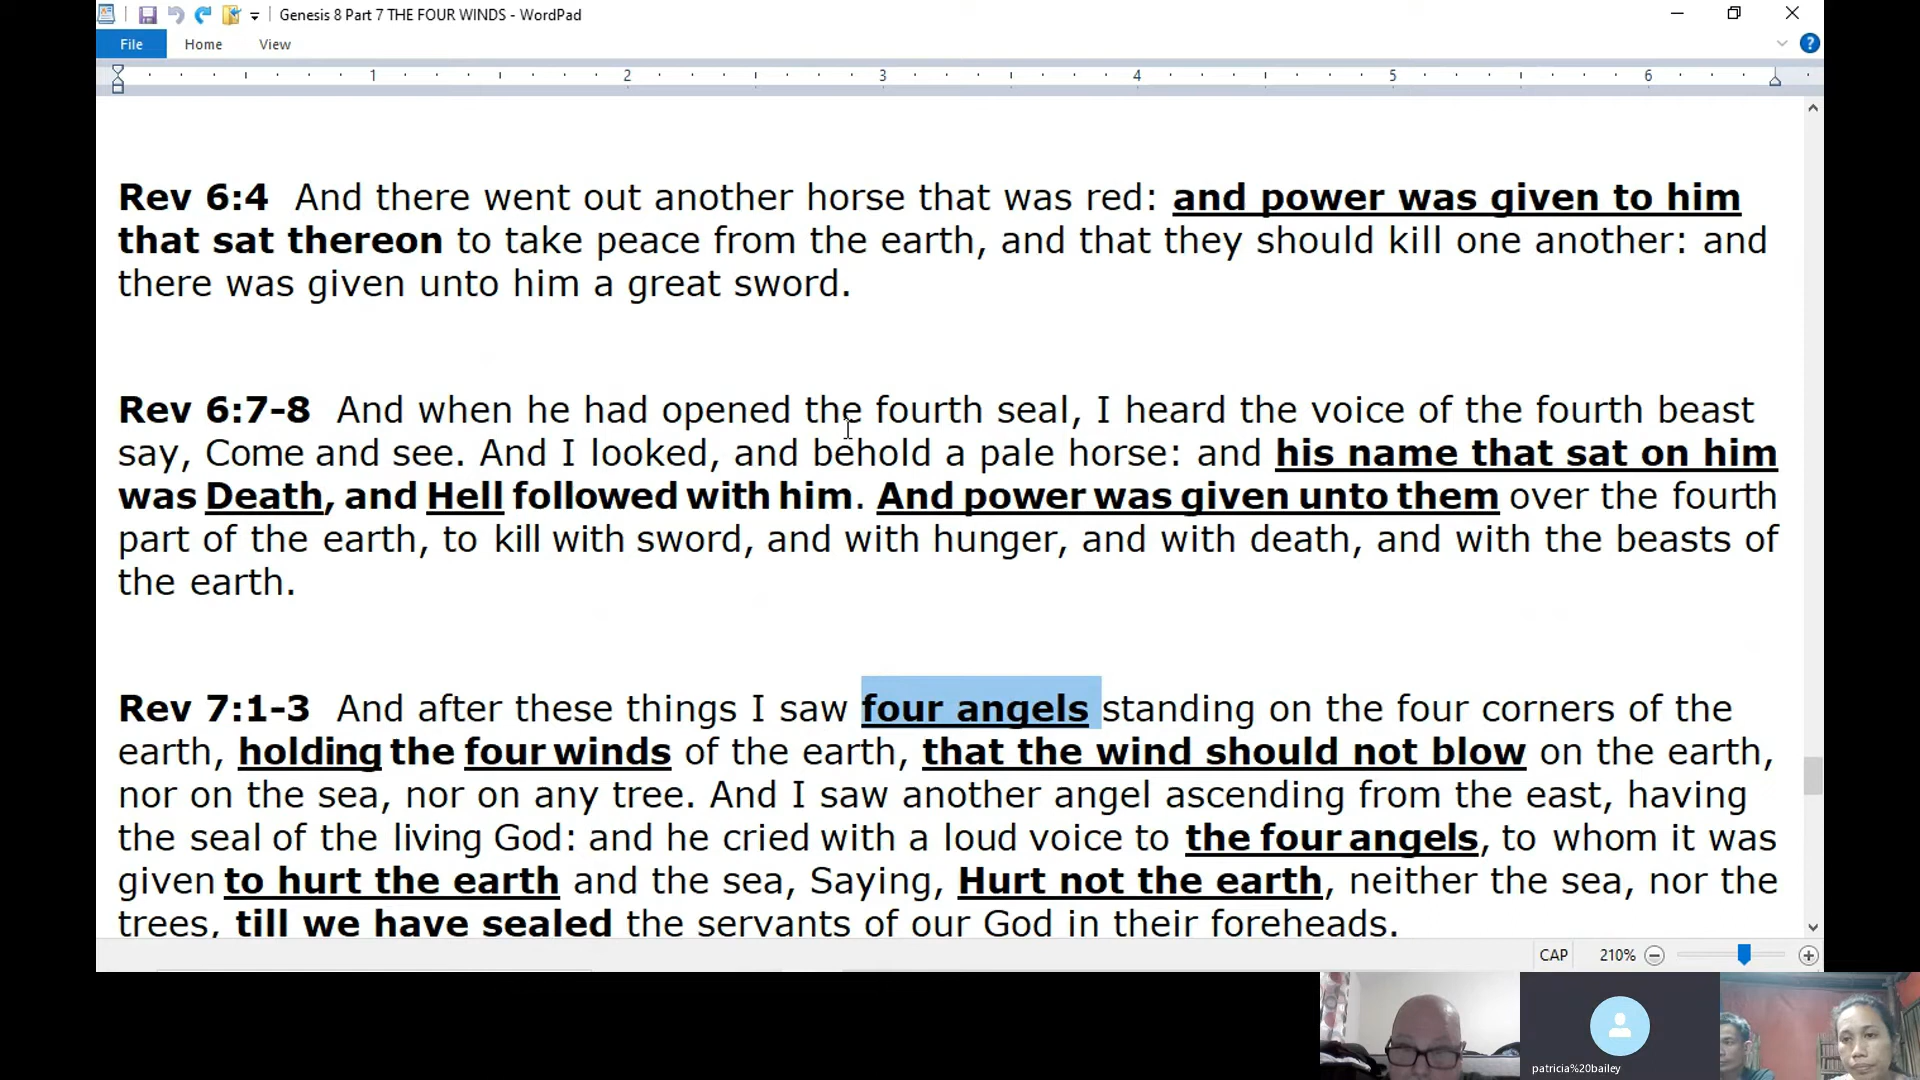 Genesis 8 Part 7 THE FOUR WINDS - WordPad
File Home View
1 2 3 4 5 6
Rev 6:4 And there went out another horse that was red: and power was given to him
that sat thereon to take peace from the earth, and that they should kill one another: and
there was given unto him a great sword.
Rev 6:7-8 And when he had opened the fourth seal, I heard the voice of the fourth beast
say, Come and see. And I looked, and behold a pale horse: and his name that sat on him
was Death, and Hell followed with him. And power was given unto them over the fourth
part of the earth, to kill with sword, and with hunger, and with death, and with the beasts of
the earth.
Rev 7:1-3 And after these things I saw four angels standing on the four corners of the
earth, holding the four winds of the earth, that the wind should not blow on the earth,
nor on the sea, nor on any tree. And I saw another angel ascending from the east, having
the seal of the living God: and he cried with a loud voice to the four angels, to whom it was
given to hurt the earth and the sea, Saying, Hurt not the earth, neither the sea, nor the
trees, till we have sealed the servants of our God in their foreheads.
CAP 210%
patricia%20bailey